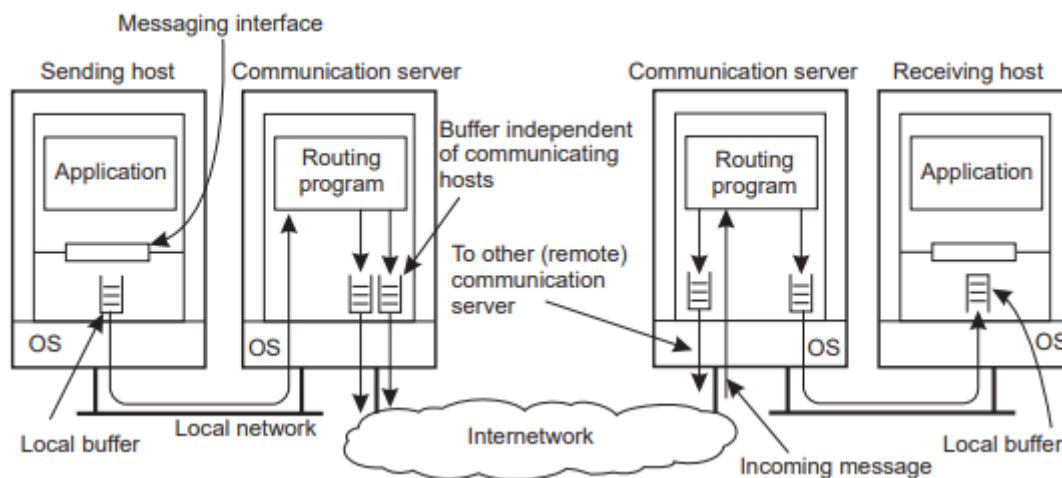 Messaging interface
Sending host
Communication server
Communication server
Receiving host
Application
Routing
program
Buffer independent
of communicating
hosts
Routing
program
Application
To other (remote)
communication
server
OS
OS
OS
OS
Local buffer
Local network
Internetwork
Incoming message
Local buffer